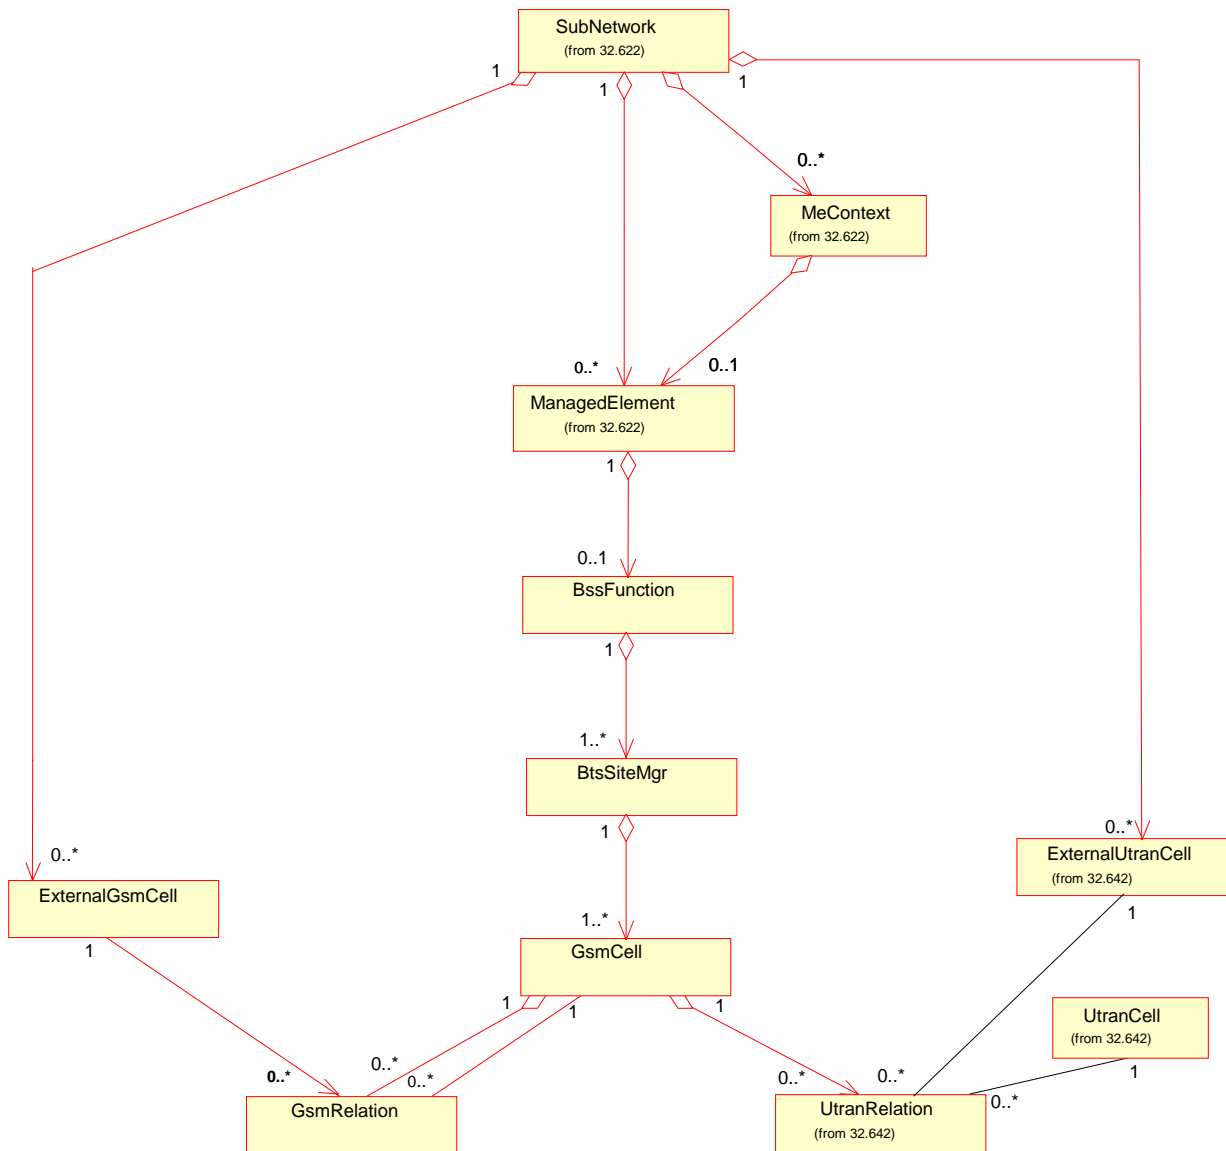 SubNetwork
(from 32.622)
1
1
1
0..*
MeContext
(from 32.622)
0..*
0..1
ManagedElement
(from 32.622)
1
0..1
BssFunction
1
1..*
BtsSiteMgr
1
0..*
ExternalUtranCell
(from 32.642)
1
0..*
ExternalGsmCell
1
1..*
GsmCell
1
1
1
UtranCell
(from 32.642)
1
0..*
0..*
0..*
0..*
0..*
0..*
GsmRelation
UtranRelation
(from 32.642)